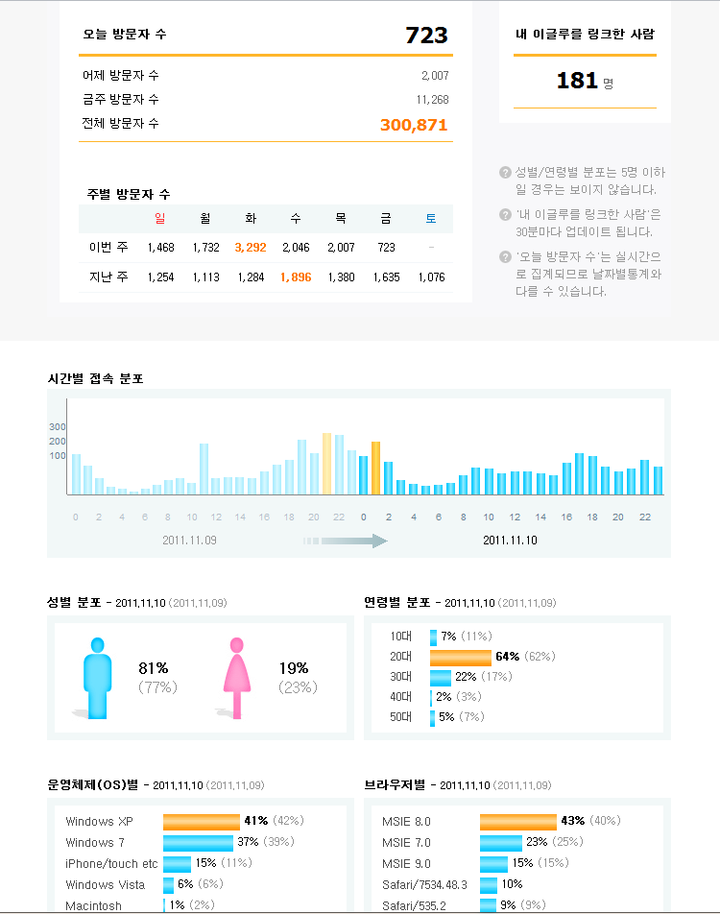 오늘 방문자 수 723
어제 방문자 수 2,007
금주 방문자 수 11,268
전체 방문자 수 300,871
내 이글루를 링크한 사람
181 명
주별 방문자 수
일 월 화 수 목 금 토
이번 주 1,468 1,732 3,292 2,046 2,007 723 -
지난 주 1,254 1,113 1,284 1,896 1,380 1,635 1,076
? 성별/연령별 분포는 5명 이하
일 경우는 보이지 않습니다.
? '내 이글루를 링크한 사람'은
30분마다 업데이트 됩니다.
? '오늘 방문자 수'는 실시간으
로 집계되므로 날짜별통계와
다를 수 있습니다.
시간별 접속 분포
300
200
100
0 2 4 6 8 10 12 14 16 18 20 22 0 2 4 6 8 10 12 14 16 18 20 22
2011.11.09 2011.11.10
성별 분포 - 2011.11.10 (2011.11.09)
81% 19%
(77%) (23%)
연령별 분포 - 2011.11.10 (2011.11.09)
10대 7% (11%)
20대 64% (62%)
30대 22% (17%)
40대 2% (3%)
50대 5% (7%)
운영체제(OS)별 - 2011.11.10 (2011.11.09)
Windows XP 41% (42%)
Windows 7 37% (39%)
iPhone/touch etc 15% (11%)
Windows Vista 6% (6%)
Macintosh 1% (2%)
브라우저별 - 2011.11.10 (2011.11.09)
MSIE 8.0 43% (40%)
MSIE 7.0 23% (25%)
MSIE 9.0 15% (15%)
Safari/7534.48.3 10%
Safari/535.2 9% (9%)